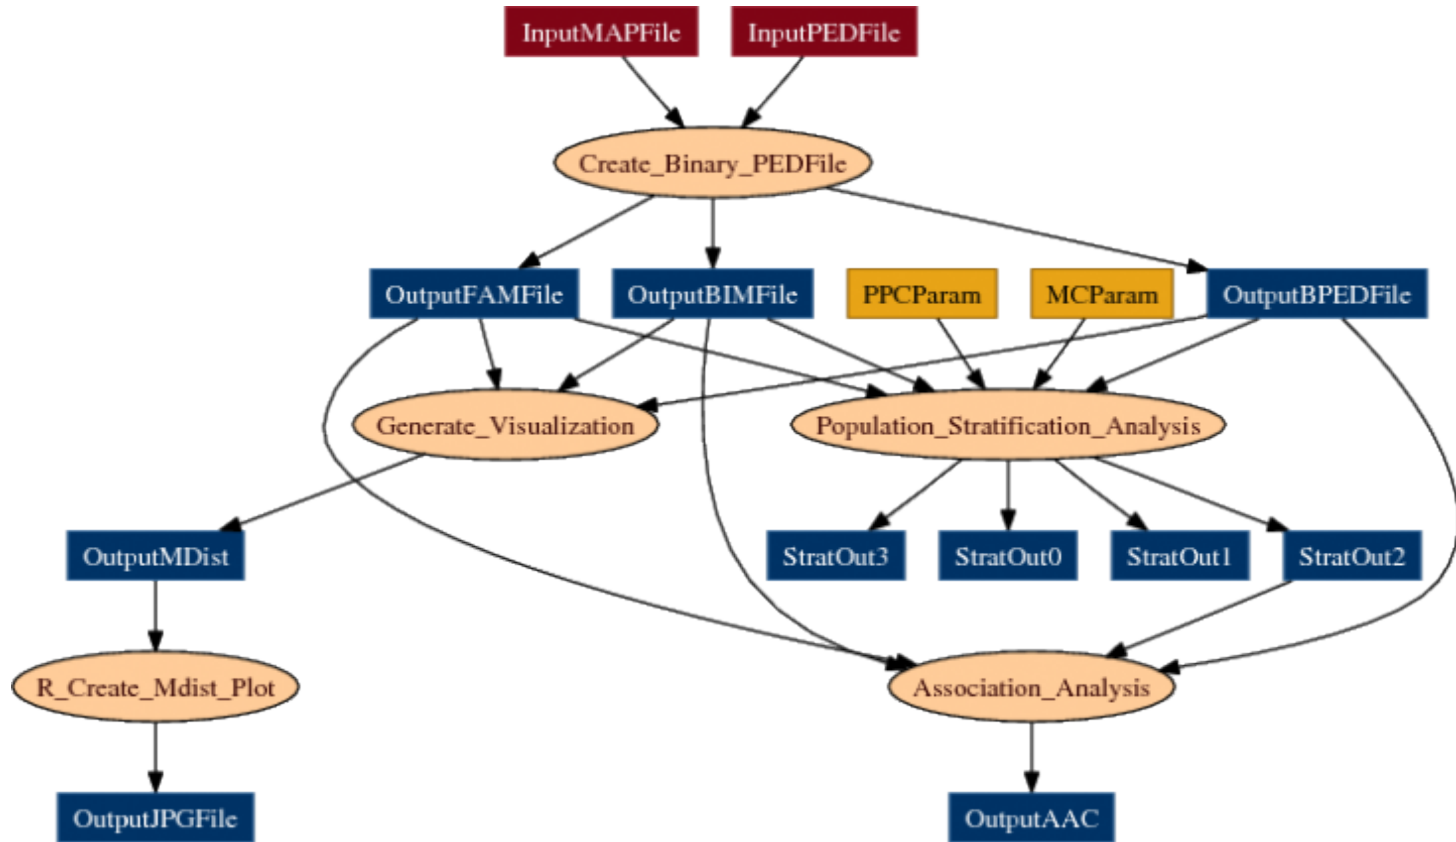 InputMAPFile
InputPEDFile
Create_Binary_PEDFile
OutputFAMFile
OutputBIMFile
PPCParam
MCParam
OutputBPEDFile
Generate_Visualization
Population_Stratification_Analysis
OutputMDist
StratOut3
StratOut0
StratOut1
StratOut2
R_Create_Mdist_Plot
Association_Analysis
OutputJPGFile
OutputAAC